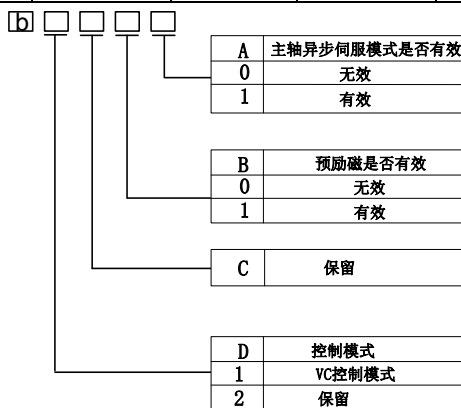 b
A 主轴异步伺服模式是否有效
0 无效
1 有效
B 预励磁是否有效
0 无效
1 有效
C 保留
D 控制模式
1 VC控制模式
2 保留